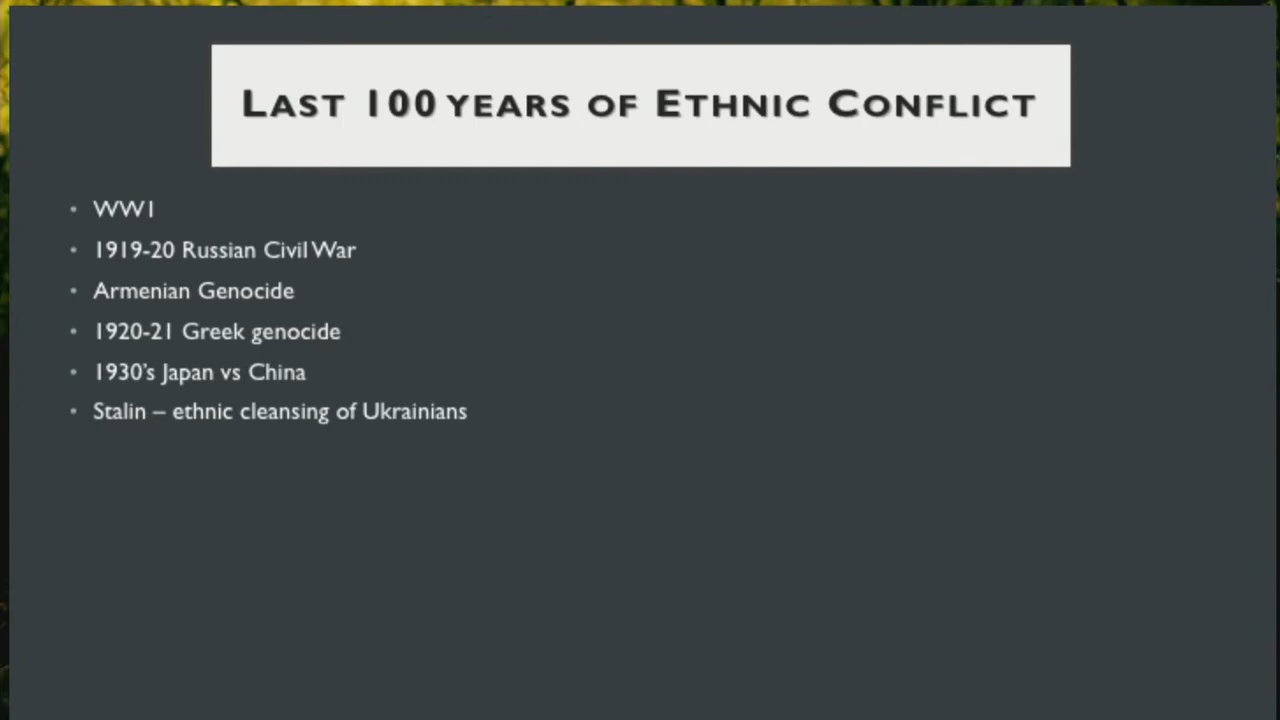 LAST 100 YEARS OF ETHNIC CONFLICT
• WW1
• 1919-20 Russian Civil War
• Armenian Genocide
• 1920-21 Greek genocide
• 1930's Japan vs China
• Stalin – ethnic cleansing of Ukrainians